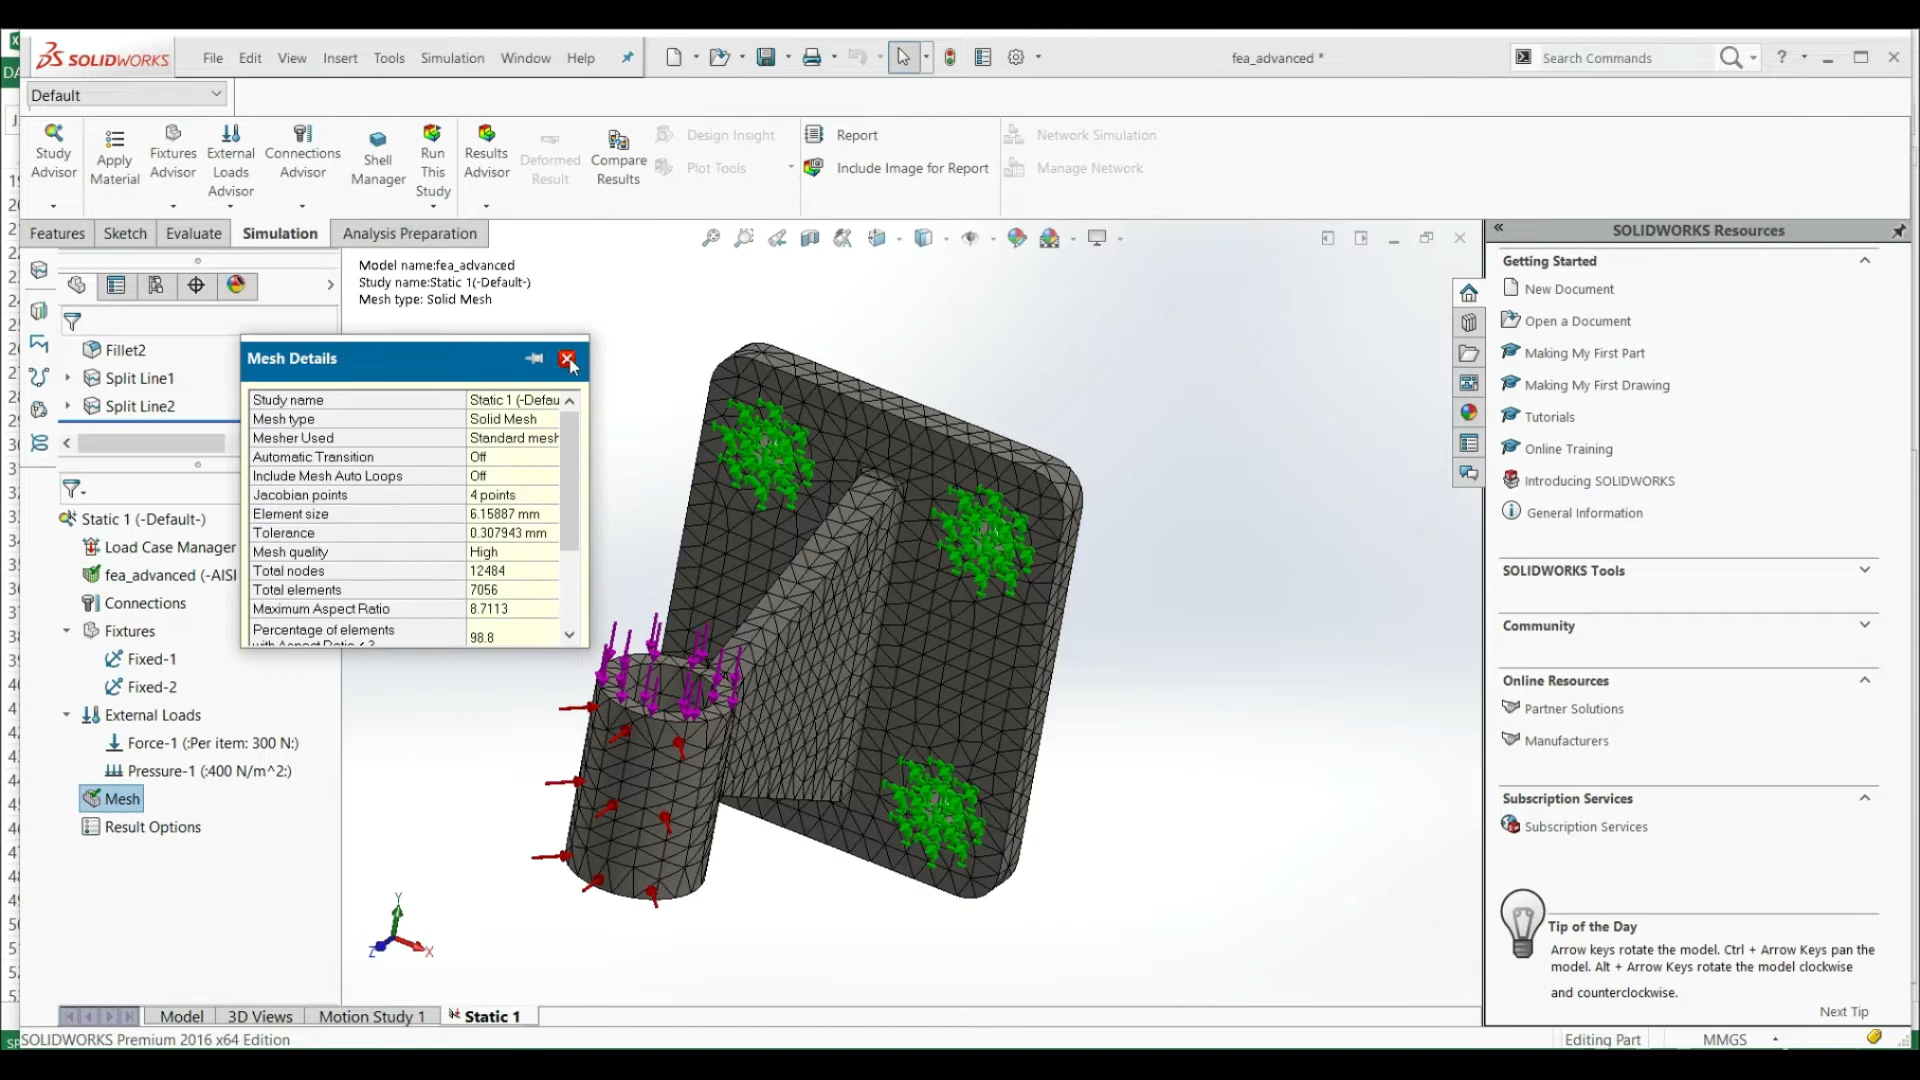 SOLIDWORKS
File Edit View Insert Tools Simulation Window Help
fea_advanced *
Search Commands
?
Default
Study Advisor
Apply Material
Fixtures Advisor
External Loads Advisor
Connections Advisor
Shell Manager
Run This Study
Results Advisor
Deformed Result
Compare Results
Design Insight
Plot Tools
Report
Include Image for Report
Network Simulation
Manage Network
Features Sketch Evaluate Simulation Analysis Preparation
Model name:fea_advanced
Study name:Static 1(-Default-)
Mesh type: Solid Mesh
Fillet2
Split Line1
Split Line2
Static 1 (-Default-)
Load Case Manager
fea_advanced (-AISI
Connections
Fixtures
Fixed-1
Fixed-2
External Loads
Force-1 (:Per item: 300 N:)
Pressure-1 (:400 N/m^2:)
Mesh
Result Options
Mesh Details
Study name Static 1 (-Defau
Mesh type Solid Mesh
Mesher Used Standard mesh
Automatic Transition Off
Include Mesh Auto Loops Off
Jacobian points 4 points
Element size 6.15887 mm
Tolerance 0.307943 mm
Mesh quality High
Total nodes 12484
Total elements 7056
Maximum Aspect Ratio 8.7113
Percentage of elements 98.8
with Aspect Ratio < 3
Y
Z
X
SOLIDWORKS Resources
Getting Started
New Document
Open a Document
Making My First Part
Making My First Drawing
Tutorials
Online Training
Introducing SOLIDWORKS
General Information
SOLIDWORKS Tools
Community
Online Resources
Partner Solutions
Manufacturers
Subscription Services
Subscription Services
Tip of the Day
Arrow keys rotate the model. Ctrl + Arrow Keys pan the
model. Alt + Arrow Keys rotate the model clockwise
and counterclockwise.
Next Tip
Model 3D Views Motion Study 1 Static 1
SOLIDWORKS Premium 2016 x64 Edition
Editing Part
MMGS